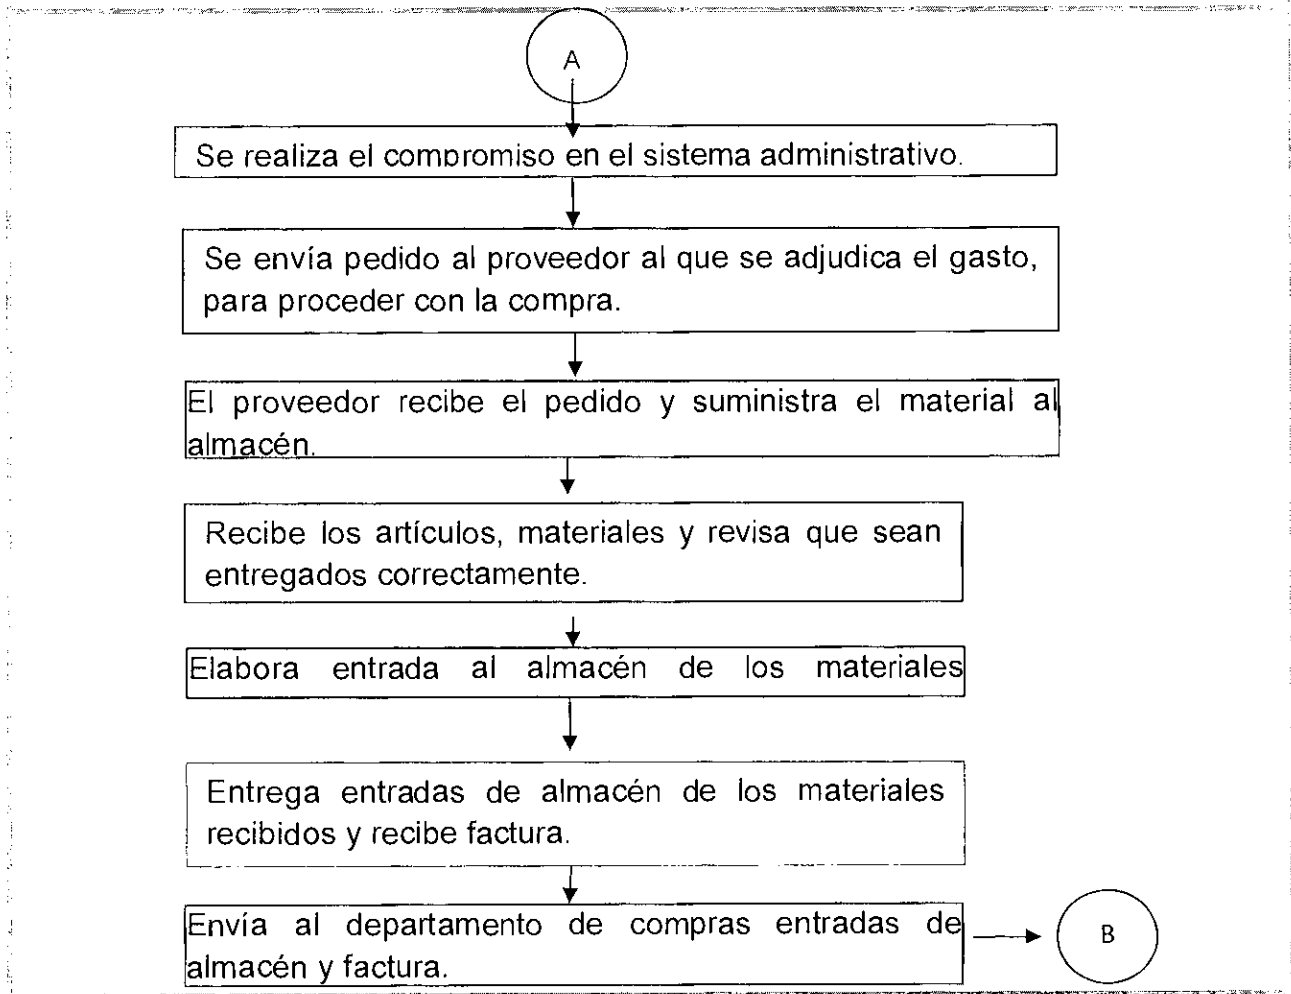 A
Se realiza el compromiso en el sistema administrativo.
Se envía pedido al proveedor al que se adjudica el gasto,
para proceder con la compra.
El proveedor recibe el pedido y suministra el material al
almacén.
Recibe los artículos, materiales y revisa que sean
entregados correctamente.
Elabora entrada al almacén de los materiales
Entrega entradas de almacén de los materiales
recibidos y recibe factura.
Envía al departamento de compras entradas de
almacén y factura.
B